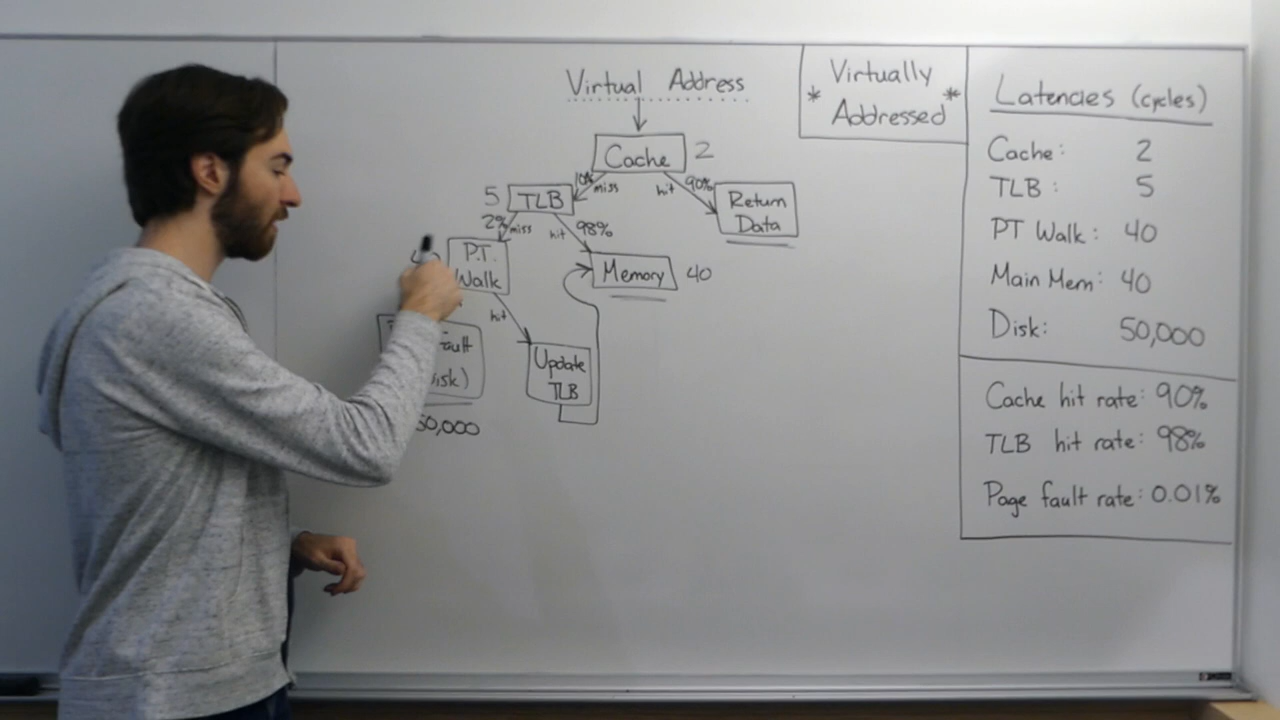 Virtual Address
Cache 2
10% miss hit 90%
5 TLB
Return
Data
2% miss hit 98%
P.T.
Walk
Memory 40
hit
Update
TLB
50,000
* Virtually *
Addressed
Latencies (cycles)
Cache: 2
TLB: 5
PT Walk: 40
Main Mem: 40
Disk: 50,000
Cache hit rate: 90%
TLB hit rate: 98%
Page fault rate: 0.01%